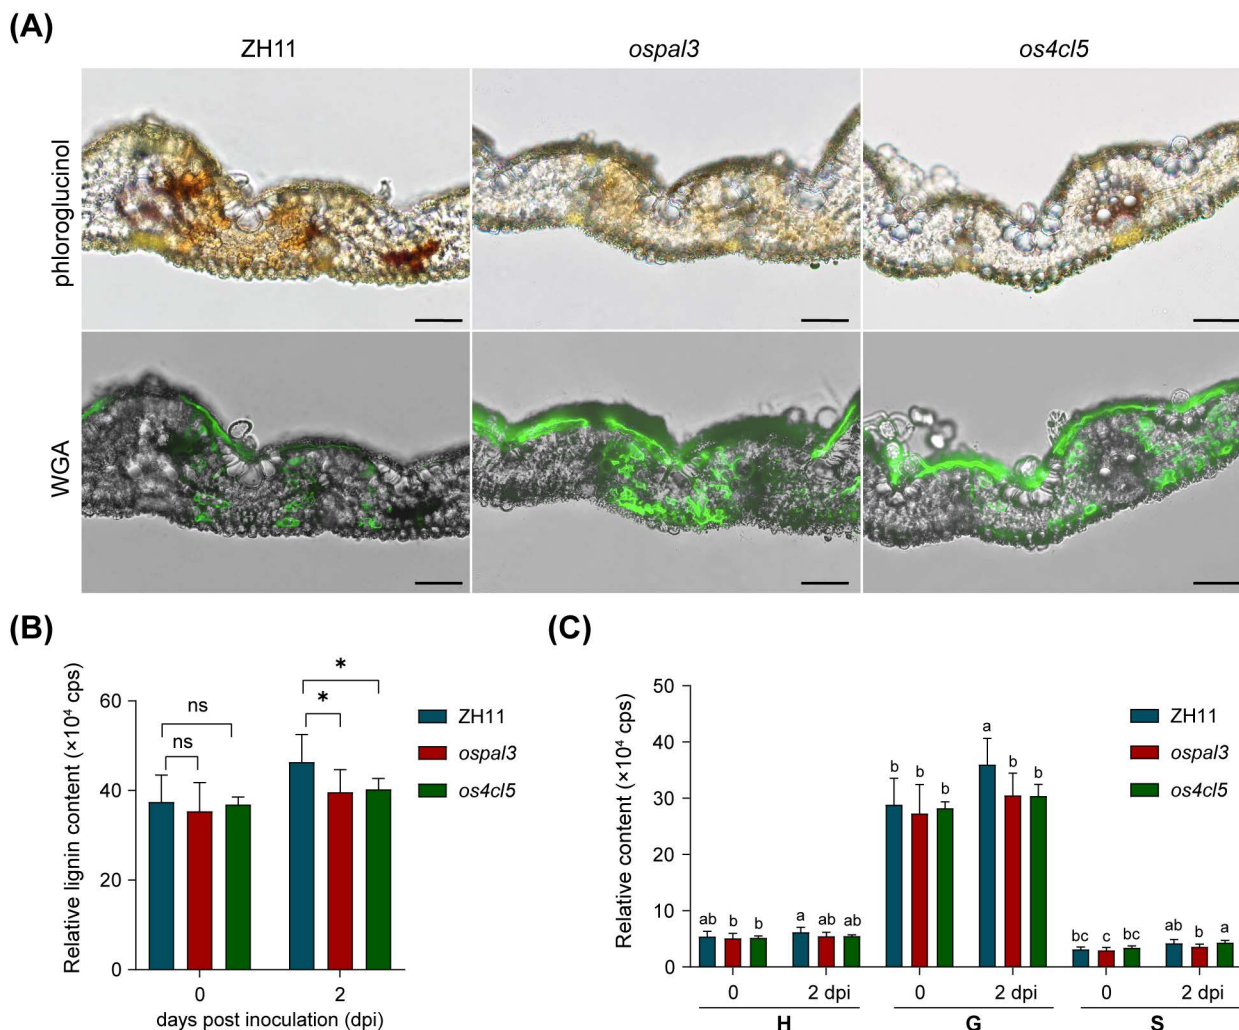 (A)
ZH11
ospal3
os4cl5
phloroglucinol
WGA
(B)
Relative lignin content (×10⁴ cps)
60
40
20
0
ns
ns
*
*
0
2
days post inoculation (dpi)
ZH11
ospal3
os4cl5
(C)
Relative content (×10⁴ cps)
50
40
30
20
10
0
ab b b a ab ab
b b b a b b
bc c bc ab b a
0 2 dpi 0 2 dpi 0 2 dpi
H G S
ZH11
ospal3
os4cl5